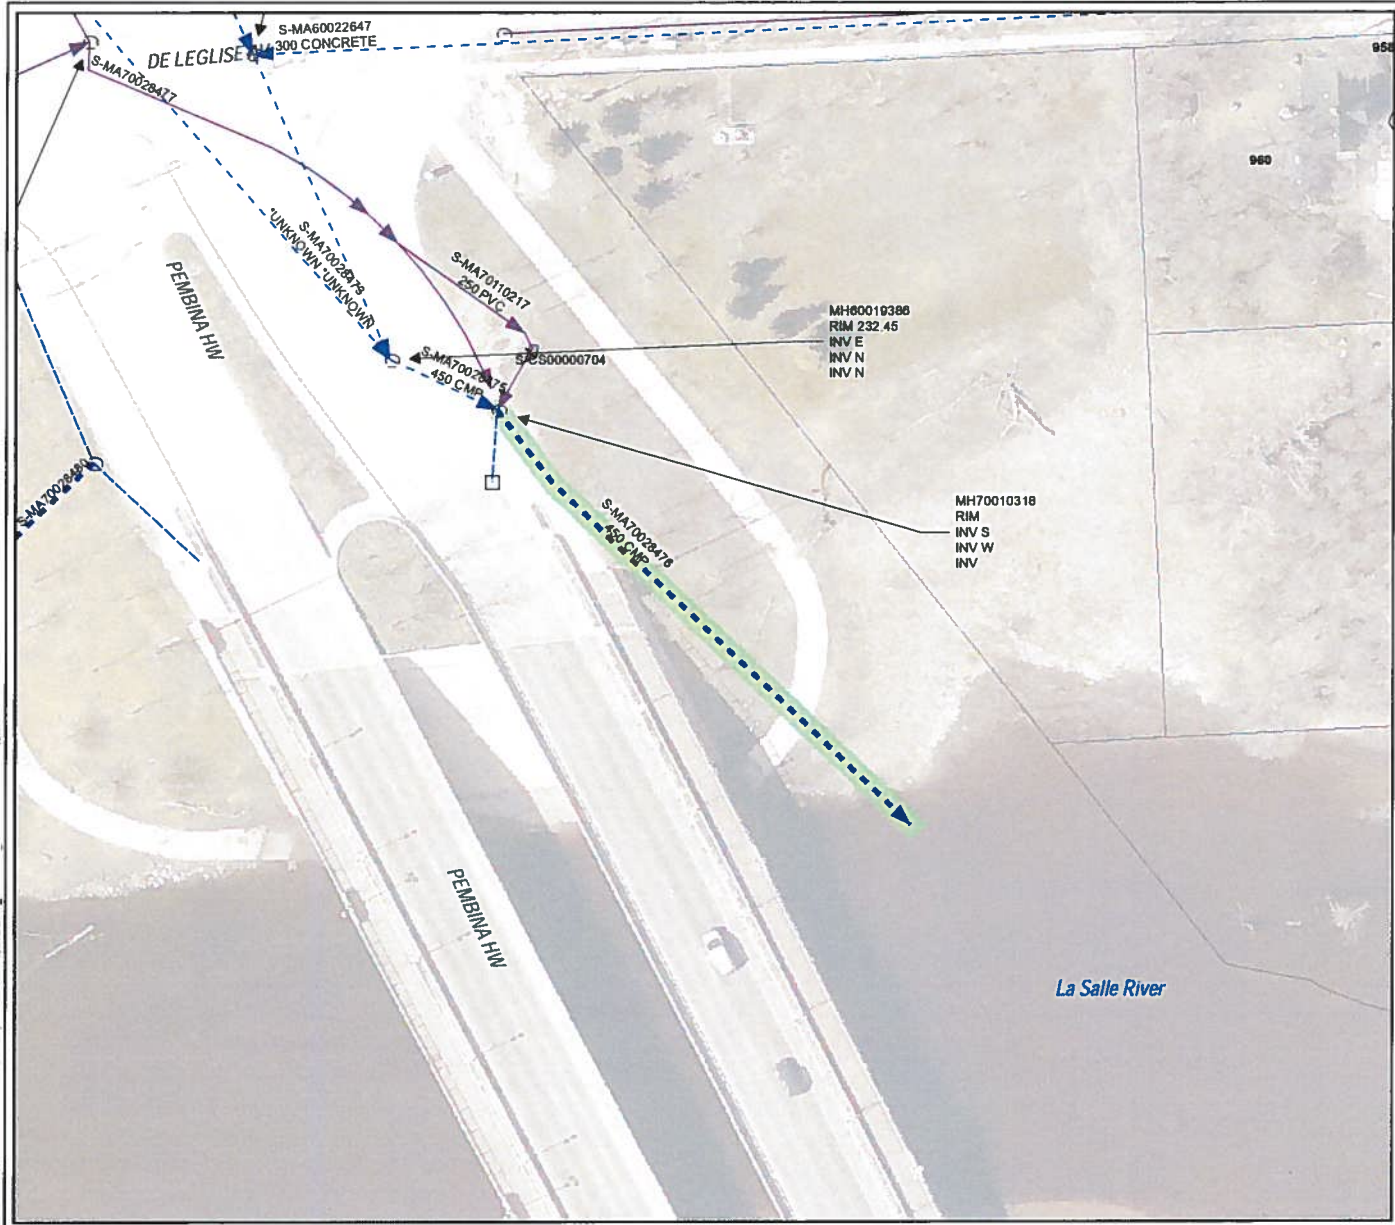 S-MA60022647
300 CONCRETE
DE LEGLISE
S-MA70028477
958
960
S-MA70028479
"UNKNOWN "UNKNOWN
PEMBINA HW
S-MA70110217
250 PVC
MH60019386
RIM 232.45
INV E
INV N
INV N
S-CS00000704
S-MA70028475
450 CMP
S-MA70028480
S-MA70028476
450 CMP
MH70010318
RIM
INV S
INV W
INV
PEMBINA HW
La Salle River